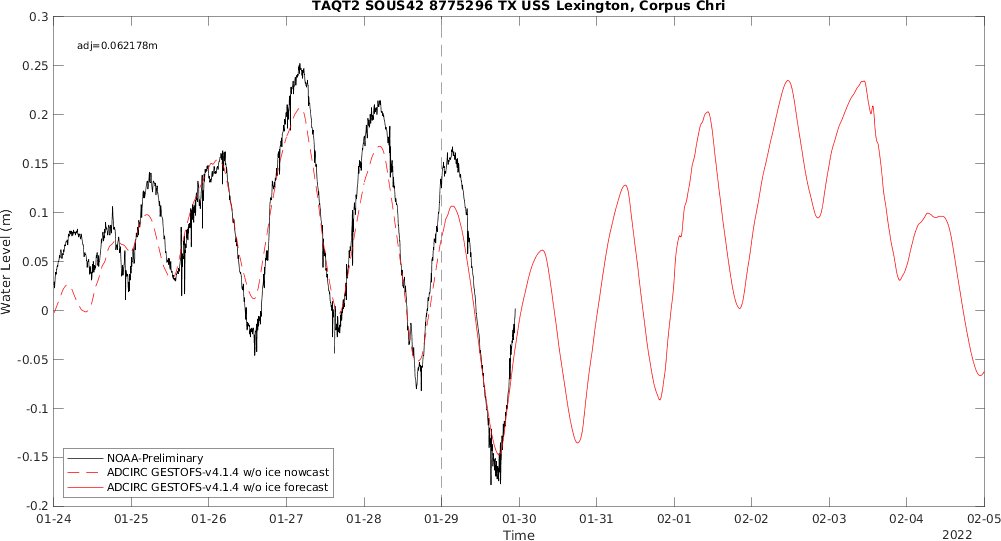 TAQT2 SOUS42 8775296 TX USS Lexington, Corpus Chri
adj=0.062178m
0.3
0.25
0.2
0.15
0.1
0.05
0
-0.05
-0.1
-0.15
-0.2
Water Level (m)
NOAA-Preliminary
ADCIRC GESTOFS-v4.1.4 w/o ice nowcast
ADCIRC GESTOFS-v4.1.4 w/o ice forecast
01-24 01-25 01-26 01-27 01-28 01-29 01-30 01-31 02-01 02-02 02-03 02-04 02-05
Time
2022